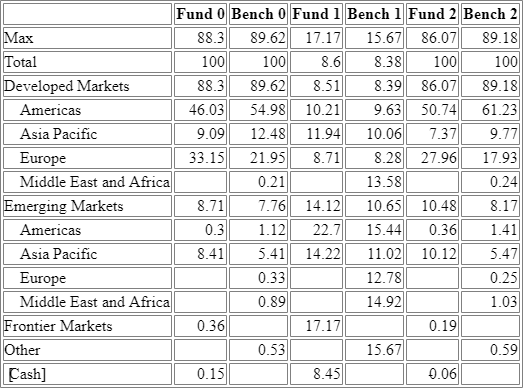 Fund 0 Bench 0 Fund 1 Bench 1 Fund 2 Bench 2
Max 88.3 89.62 17.17 15.67 86.07 89.18
Total 100 100 8.6 8.38 100 100
Developed Markets 88.3 89.62 8.51 8.39 86.07 89.18
Americas 46.03 54.98 10.21 9.63 50.74 61.23
Asia Pacific 9.09 12.48 11.94 10.06 7.37 9.77
Europe 33.15 21.95 8.71 8.28 27.96 17.93
Middle East and Africa 0.21 13.58 0.24
Emerging Markets 8.71 7.76 14.12 10.65 10.48 8.17
Americas 0.3 1.12 22.7 15.44 0.36 1.41
Asia Pacific 8.41 5.41 14.22 11.02 10.12 5.47
Europe 0.33 12.78 0.25
Middle East and Africa 0.89 14.92 1.03
Frontier Markets 0.36 17.17 0.19
Other 0.53 15.67 0.59
[Cash] 0.15 8.45 -0.06